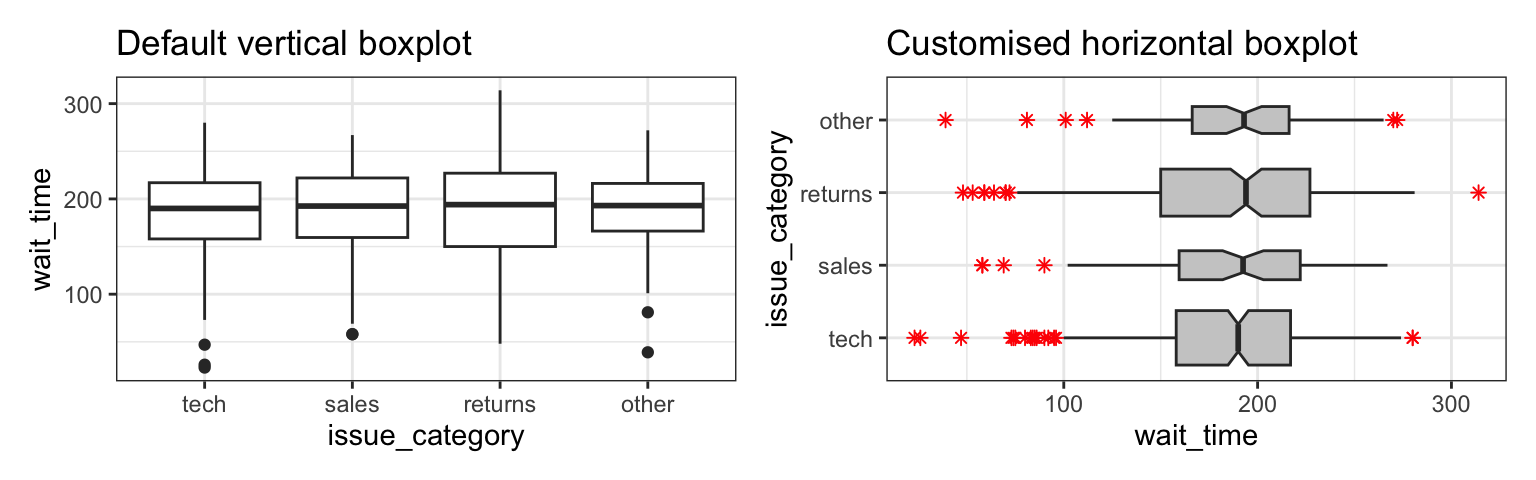 Default vertical boxplot
wait_time
300
200
100
tech sales returns other
issue_category
Customised horizontal boxplot
issue_category
other
returns
sales
tech
100 200 300
wait_time